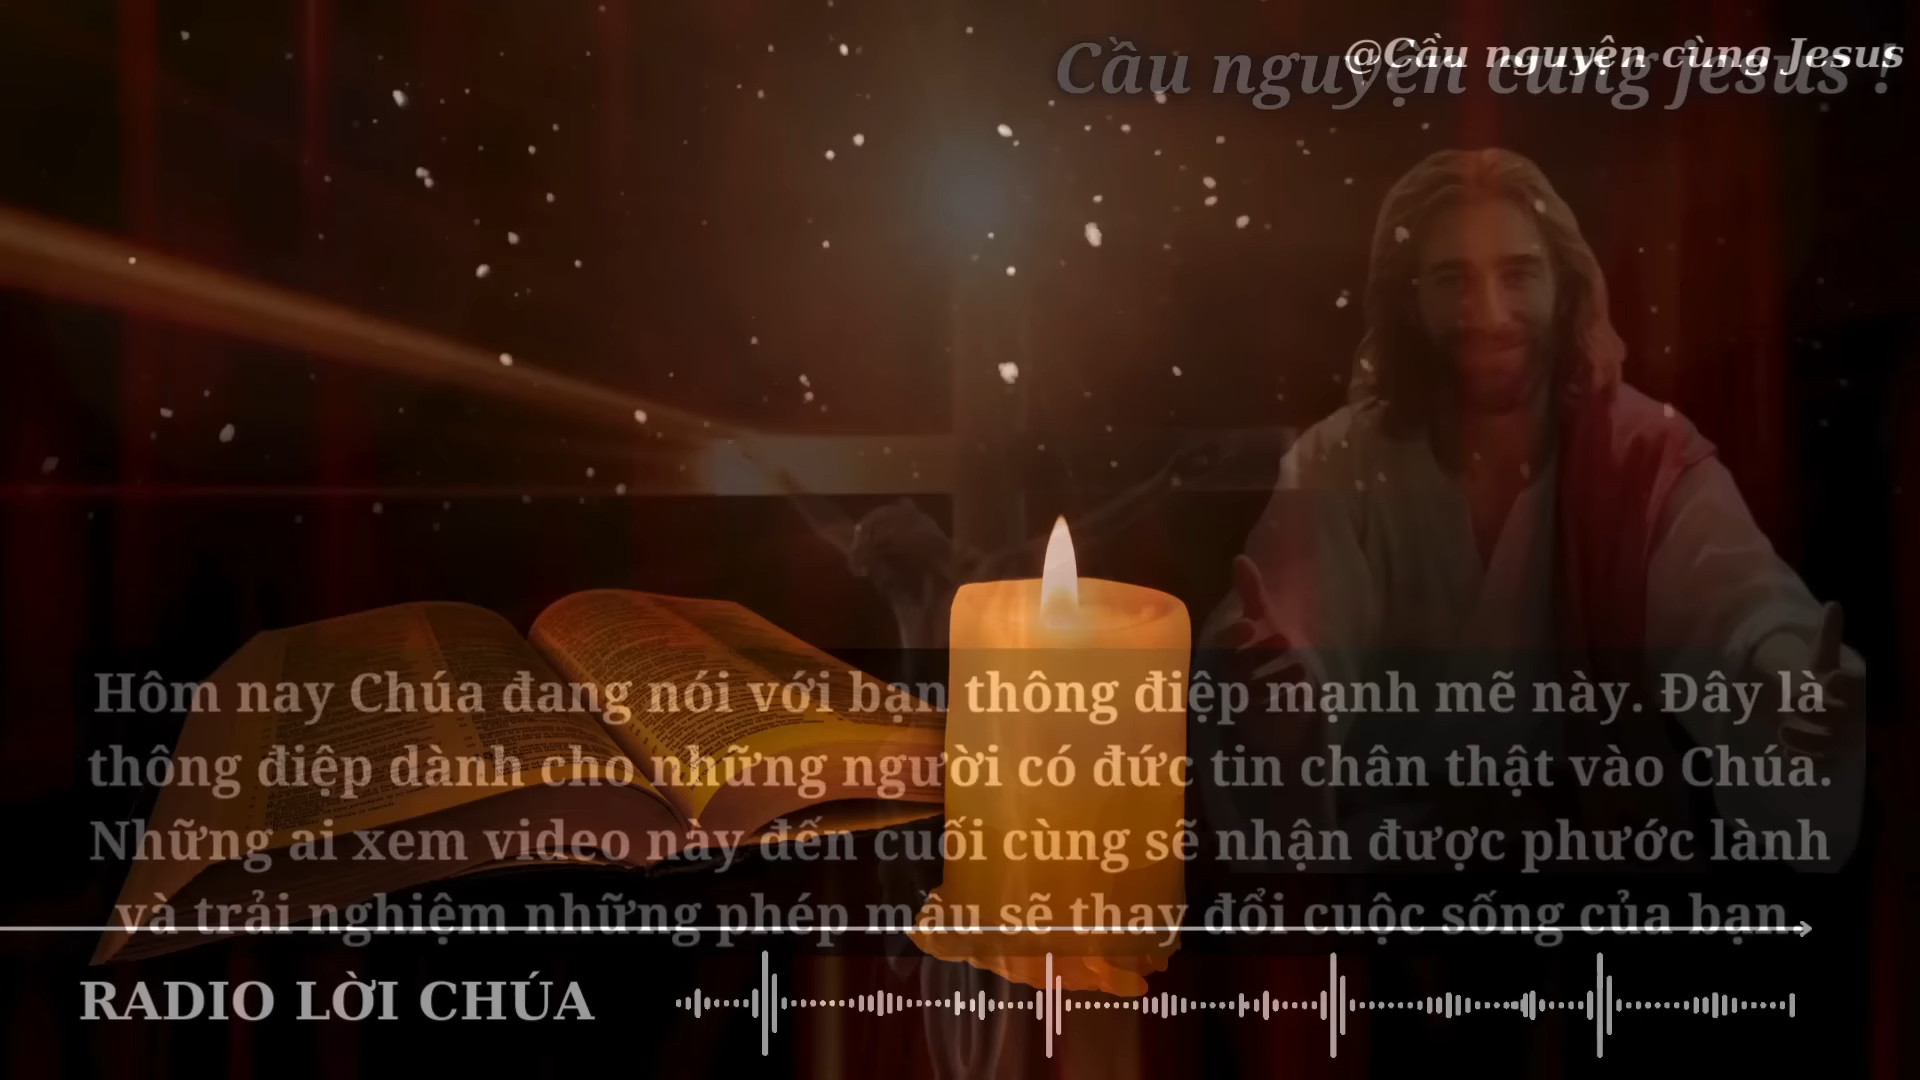 @Cầu nguyện cùng Jesus
Cầu nguyện cùng jesus !
Hôm nay Chúa đang nói với bạn thông điệp mạnh mẽ này. Đây là
thông điệp dành cho những người có đức tin chân thật vào Chúa.
Những ai xem video này đến cuối cùng sẽ nhận được phước lành
và trải nghiệm những phép mầu sẽ thay đổi cuộc sống của bạn.
RADIO LỜI CHÚA